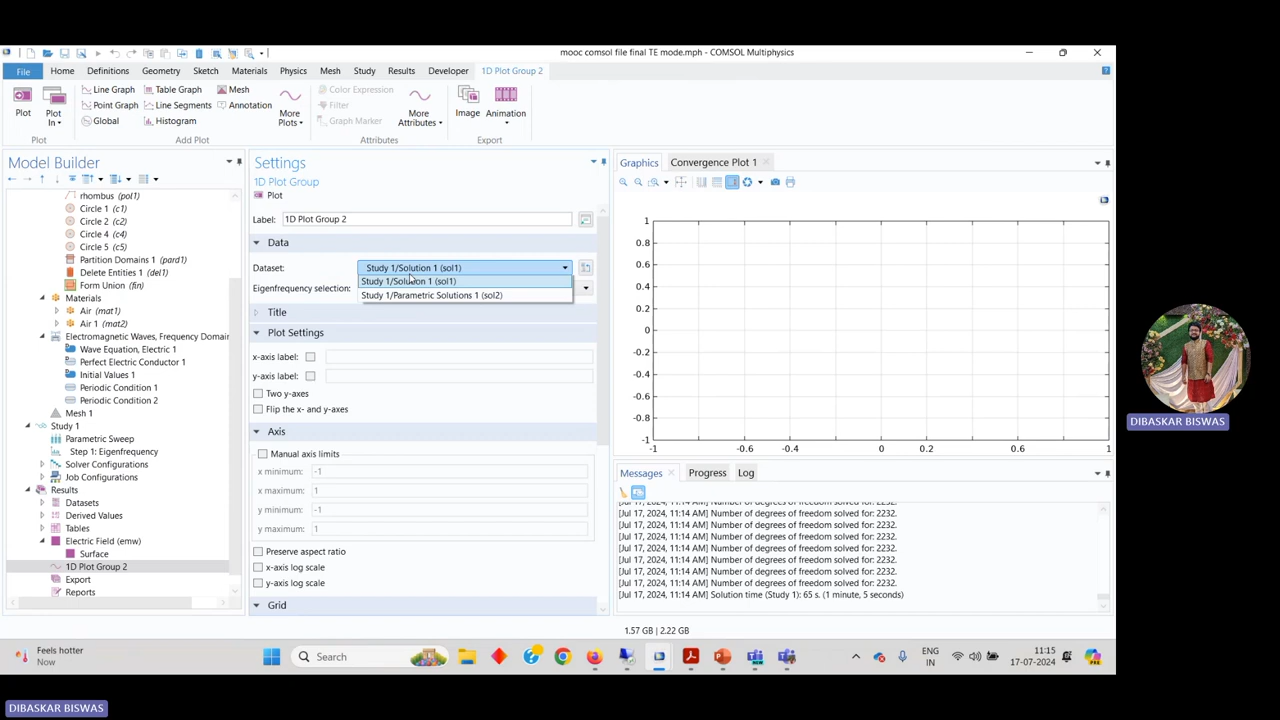 mooc comsol file final TE mode.mph - COMSOL Multiphysics
File Home Definitions Geometry Sketch Materials Physics Mesh Study Results Developer 1D Plot Group 2
Plot
Plot In
Line Graph Table Graph Mesh
Point Graph Line Segments Annotation
Global Histogram
More Plots
Color Expression
Filter
Graph Marker
More Attributes
Image
Animation
Plot Add Plot Attributes Export
Model Builder
rhombus (pol1)
Circle 1 (c1)
Circle 2 (c2)
Circle 4 (c4)
Circle 5 (c5)
Partition Domains 1 (pard1)
Delete Entities 1 (del1)
Form Union (fin)
Materials
Air (mat1)
Air 1 (mat2)
Electromagnetic Waves, Frequency Domain
Wave Equation, Electric 1
Perfect Electric Conductor 1
Initial Values 1
Periodic Condition 1
Periodic Condition 2
Mesh 1
Study 1
Parametric Sweep
Step 1: Eigenfrequency
Solver Configurations
Job Configurations
Results
Datasets
Derived Values
Tables
Electric Field (emw)
Surface
1D Plot Group 2
Export
Reports
Settings
1D Plot Group
Plot
Label: 1D Plot Group 2
Data
Dataset: Study 1/Solution 1 (sol1)
Study 1/Solution 1 (sol1)
Eigenfrequency selection:
Study 1/Parametric Solutions 1 (sol2)
Title
Plot Settings
x-axis label:
y-axis label:
Two y-axes
Flip the x- and y-axes
Axis
Manual axis limits
x minimum: -1
x maximum: 1
y minimum: -1
y maximum: 1
Preserve aspect ratio
x-axis log scale
y-axis log scale
Grid
Graphics Convergence Plot 1
1
0.8
0.6
0.4
0.2
0
-0.2
-0.4
-0.6
-0.8
-1
-1 -0.6 -0.4 0 0.2 0.6 1
Messages Progress Log
[Jul 17, 2024, 11:14 AM] Number of degrees of freedom solved for: 2232.
[Jul 17, 2024, 11:14 AM] Number of degrees of freedom solved for: 2232.
[Jul 17, 2024, 11:14 AM] Number of degrees of freedom solved for: 2232.
[Jul 17, 2024, 11:14 AM] Number of degrees of freedom solved for: 2232.
[Jul 17, 2024, 11:14 AM] Number of degrees of freedom solved for: 2232.
[Jul 17, 2024, 11:14 AM] Number of degrees of freedom solved for: 2232.
[Jul 17, 2024, 11:14 AM] Number of degrees of freedom solved for: 2232.
[Jul 17, 2024, 11:14 AM] Number of degrees of freedom solved for: 2232.
[Jul 17, 2024, 11:14 AM] Solution time (Study 1): 65 s. (1 minute, 5 seconds)
1.57 GB | 2.22 GB
Feels hotter
Now
Search
ENG
IN
11:15
17-07-2024
DIBASKAR BISWAS
DIBASKAR BISWAS